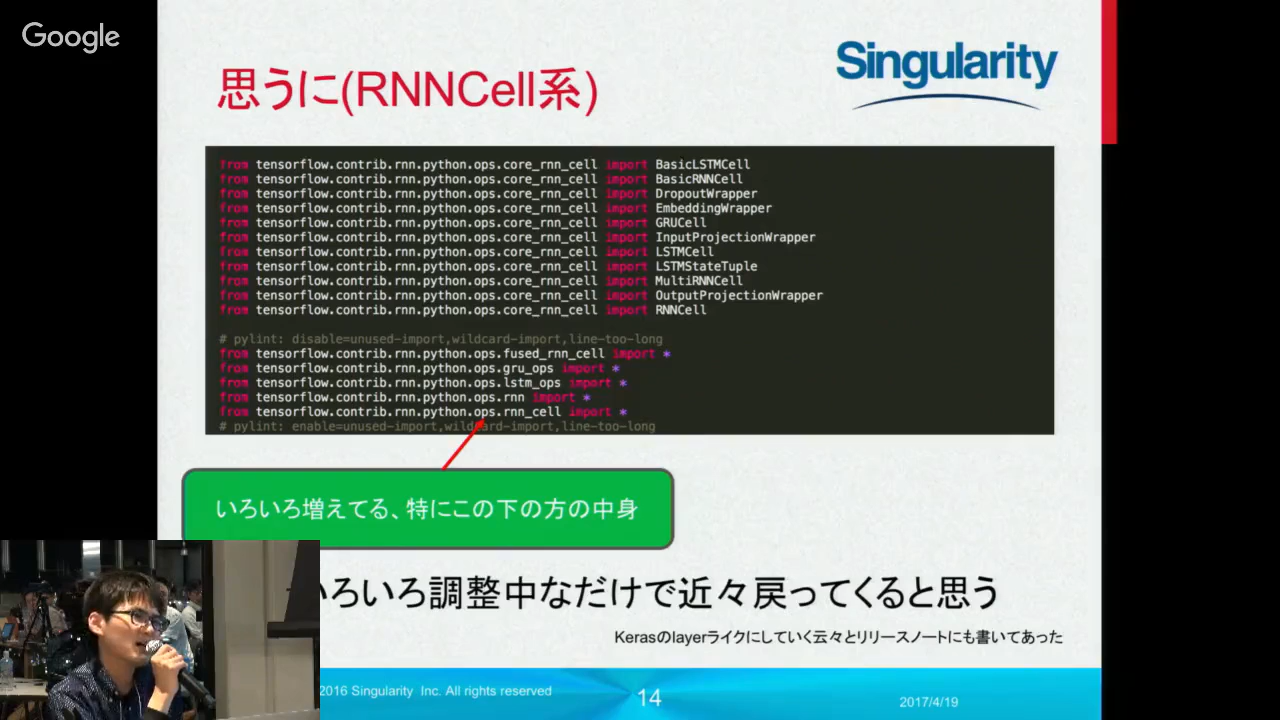 Google
Singularity
思うに(RNNCell系)
from tensorflow.contrib.rnn.python.ops.core_rnn_cell import BasicLSTMCell
from tensorflow.contrib.rnn.python.ops.core_rnn_cell import BasicRNNCell
from tensorflow.contrib.rnn.python.ops.core_rnn_cell import DropoutWrapper
from tensorflow.contrib.rnn.python.ops.core_rnn_cell import EmbeddingWrapper
from tensorflow.contrib.rnn.python.ops.core_rnn_cell import GRUCell
from tensorflow.contrib.rnn.python.ops.core_rnn_cell import InputProjectionWrapper
from tensorflow.contrib.rnn.python.ops.core_rnn_cell import LSTMCell
from tensorflow.contrib.rnn.python.ops.core_rnn_cell import LSTMStateTuple
from tensorflow.contrib.rnn.python.ops.core_rnn_cell import MultiRNNCell
from tensorflow.contrib.rnn.python.ops.core_rnn_cell import OutputProjectionWrapper
from tensorflow.contrib.rnn.python.ops.core_rnn_cell import RNNCell
# pylint: disable=unused-import,wildcard-import,line-too-long
from tensorflow.contrib.rnn.python.ops.fused_rnn_cell import *
from tensorflow.contrib.rnn.python.ops.gru_ops import *
from tensorflow.contrib.rnn.python.ops.lstm_ops import *
from tensorflow.contrib.rnn.python.ops.rnn import *
from tensorflow.contrib.rnn.python.ops.rnn_cell import *
# pylint: enable=unused-import,wildcard-import,line-too-long
いろいろ増えてる、特にこの下の方の中身
ろいろ調整中なだけで近々戻ってくると思う
Kerasのlayerライクにしていく云々とリリースノートにも書いてあった
2016 Singularity Inc. All rights reserved
14
2017/4/19